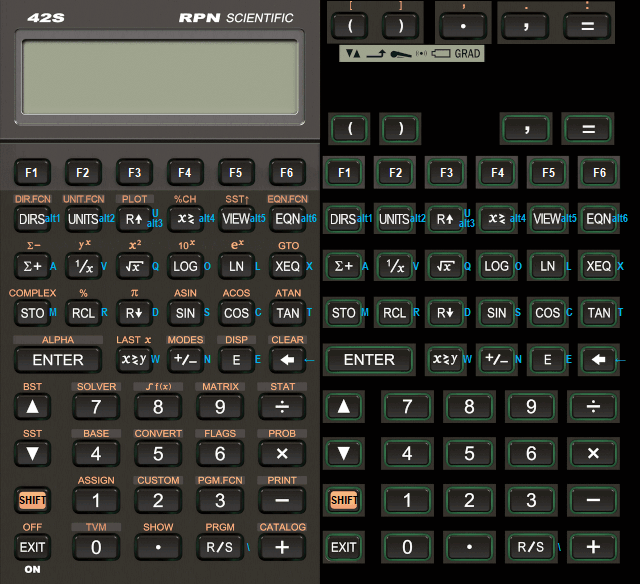 42S RPN SCIENTIFIC [ ] , . :
( ) · , =
▼▲ GRAD
( ) , =
F1 F2 F3 F4 F5 F6 F1 F2 F3 F4 F5 F6
DIR.FCN UNIT.FCN PLOT %CH SST↑ EQN.FCN
DIRS alt1 UNITS alt2 R↑ U alt3 x≷ alt4 VIEW alt5 EQN alt6 DIRS alt1 UNITS alt2 R↑ U alt3 x≷ alt4 VIEW alt5 EQN alt6
Σ− yˣ x² 10ˣ eˣ GTO
Σ+ A 1/x V √x Q LOG O LN L XEQ X Σ+ A 1/x V √x Q LOG O LN L XEQ X
COMPLEX % π ASIN ACOS ATAN
STO M RCL R R↓ D SIN S COS C TAN T STO M RCL R R↓ D SIN S COS C TAN T
ALPHA LAST x MODES DISP CLEAR
ENTER x≷y W +/− N E E ← ← ENTER x≷y W +/− N E E ← ←
BST SOLVER ∫f(x) MATRIX STAT
▲ 7 8 9 ÷ ▲ 7 8 9 ÷
SST BASE CONVERT FLAGS PROB
▼ 4 5 6 × ▼ 4 5 6 ×
ASSIGN CUSTOM PGM.FCN PRINT
SHIFT 1 2 3 − SHIFT 1 2 3 −
OFF TVM SHOW PRGM CATALOG
EXIT 0 · R/S \ + EXIT 0 · R/S \ +
ON